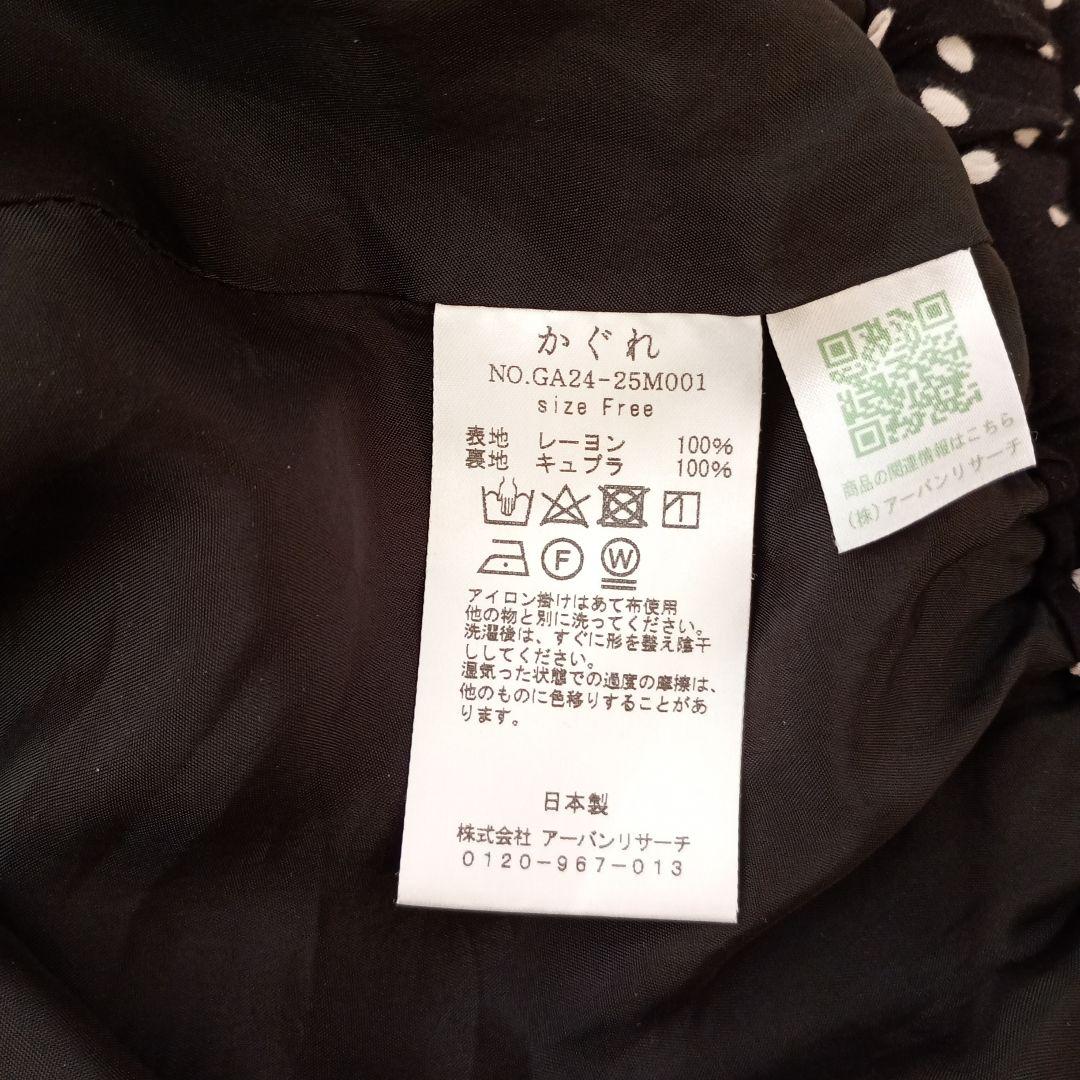 かぐれ
NO.GA24-25M001
size Free
表地 レーヨン 100%
裏地 キュプラ 100%
F W
アイロン掛けはあて布使用
他の物と別に洗ってください。
洗濯後は、すぐに形を整え陰干
ししてください。
湿気った状態での過度の摩擦は、
他のものに色移りすることがあ
ります。
日本製
株式会社 アーバンリサーチ
0120-967-013
商品の関連情報はこちら
(株)アーバンリサーチ